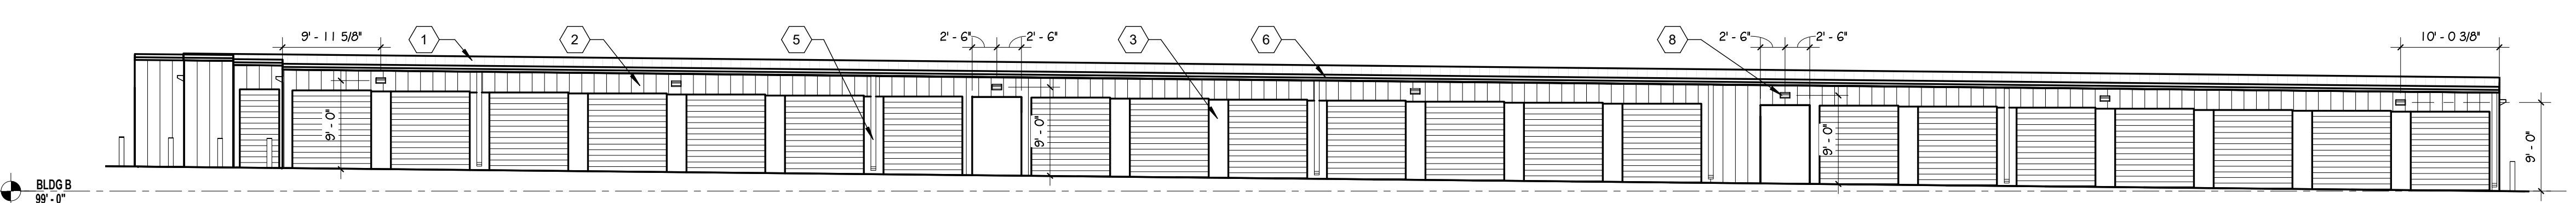 9' - 11 5/8"
1
2
5
2' - 6"
2' - 6"
3
6
8
2' - 6"
2' - 6"
10' - 0 3/8"
9' - 0"
9' - 0"
9' - 0"
9' - 0"
BLDG B
99' - 0"